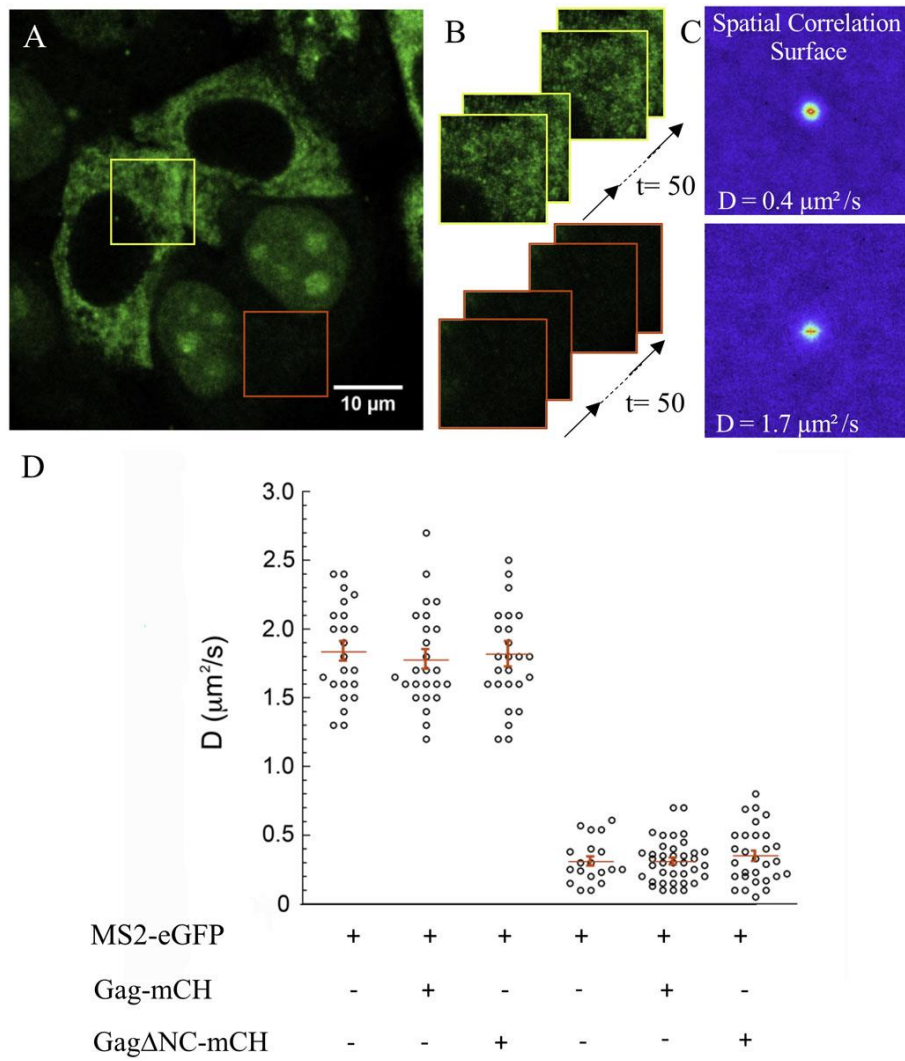 A
10 µm
B
t= 50
t= 50
C
Spatial Correlation
Surface
D = 0.4 µm²/s
D = 1.7 µm²/s
D
D (µm²/s)
3.0
2.5
2.0
1.5
1.0
0.5
0
MS2-eGFP + + + + + +
Gag-mCH - + - - + -
GagΔNC-mCH - - + - - +